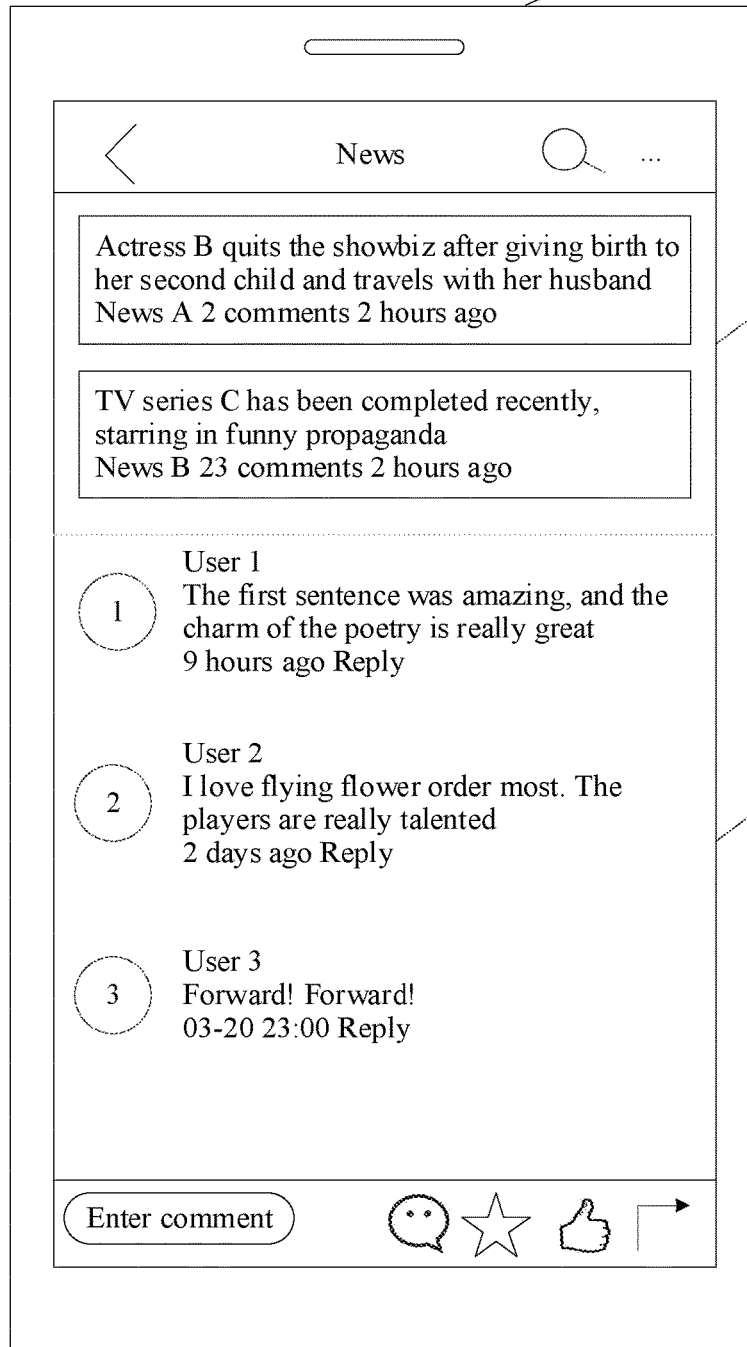 News
...
Actress B quits the showbiz after giving birth to
her second child and travels with her husband
News A 2 comments 2 hours ago
TV series C has been completed recently,
starring in funny propaganda
News B 23 comments 2 hours ago
User 1
1
The first sentence was amazing, and the
charm of the poetry is really great
9 hours ago Reply
User 2
2
I love flying flower order most. The
players are really talented
2 days ago Reply
User 3
3
Forward! Forward!
03-20 23:00 Reply
Enter comment